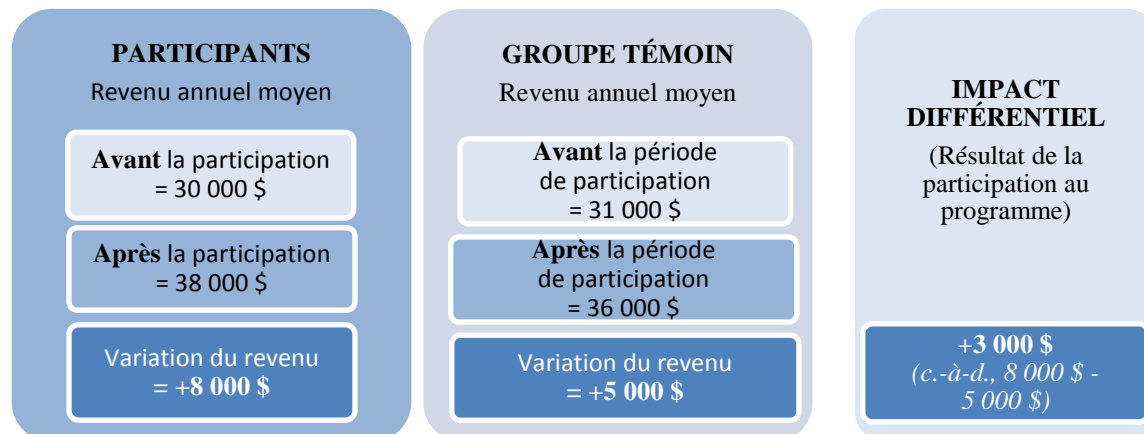 PARTICIPANTS
Revenu annuel moyen
Avant la participation
= 30 000 $
Après la participation
= 38 000 $
Variation du revenu
= +8 000 $
GROUPE TÉMOIN
Revenu annuel moyen
Avant la période
de participation
= 31 000 $
Après la période
de participation
= 36 000 $
Variation du revenu
= +5 000 $
IMPACT
DIFFÉRENTIEL
(Résultat de la
participation au
programme)
+3 000 $
(c.-à-d., 8 000 $ -
5 000 $)